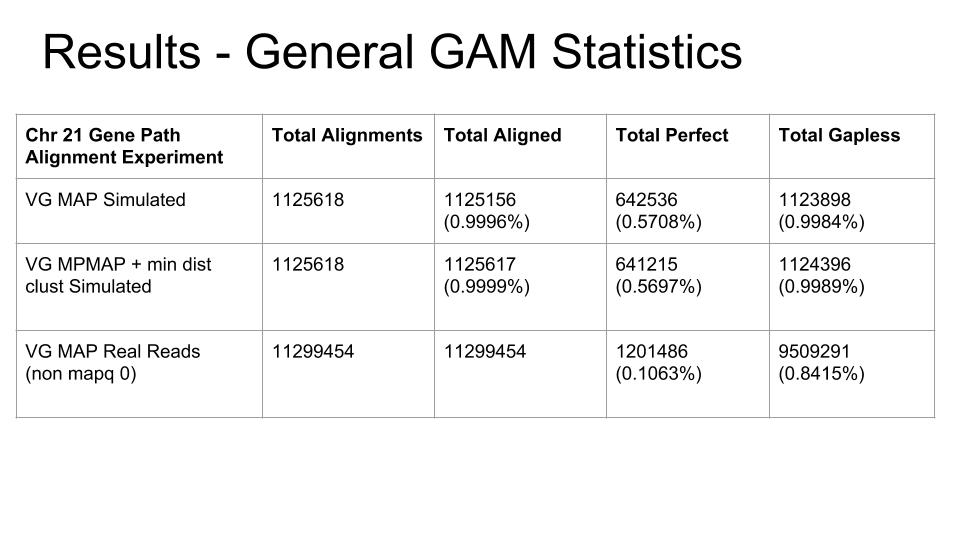 Results - General GAM Statistics
Chr 21 Gene Path
Alignment Experiment
Total Alignments
Total Aligned
Total Perfect
Total Gapless
VG MAP Simulated
1125618
1125156
(0.9996%)
642536
(0.5708%)
1123898
(0.9984%)
VG MPMAP + min dist
clust Simulated
1125618
1125617
(0.9999%)
641215
(0.5697%)
1124396
(0.9989%)
VG MAP Real Reads
(non mapq 0)
11299454
11299454
1201486
(0.1063%)
9509291
(0.8415%)